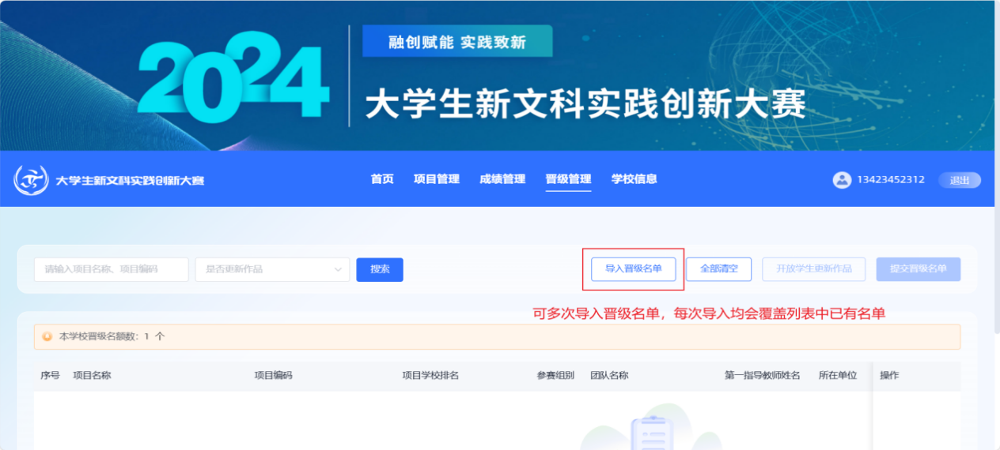 2024
融创赋能 实践致新
大学生新文科实践创新大赛
大学生新文科实践创新大赛 首页 项目管理 成绩管理 晋级管理 学校信息 13423452312 退出
请输入项目名称、项目编码 是否更新作品 搜索 导入晋级名单 全部清空 开放学生更新作品 提交晋级名单
可多次导入晋级名单，每次导入均会覆盖列表中已有名单
本学校晋级名额数：1 个
序号 项目名称 项目编码 项目学校排名 参赛组别 团队名称 第一指导教师姓名 所在单位 操作